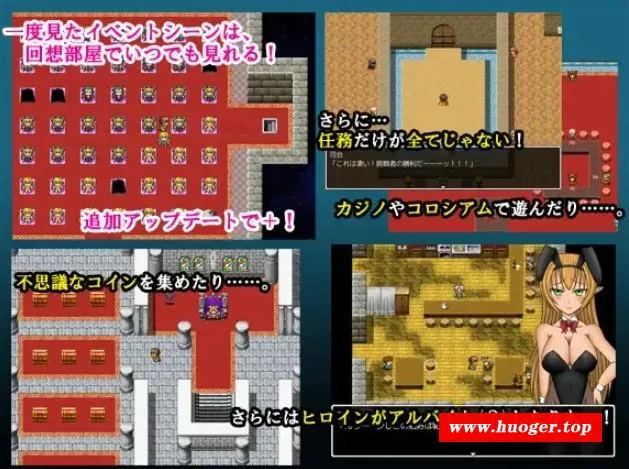 一度見たイベントシーンは、
回想部屋でいつでも見れる！
追加アップデートで＋！
さらに…
任務だけが全てじゃない！
司会
「これは凄い！挑戦者の勝利だーーーッ！！！」
カジノやコロシアムで遊んだり……。
不思議なコインを集めたり……。
さらにはヒロインがアルバイト（？）
www.huoger.top